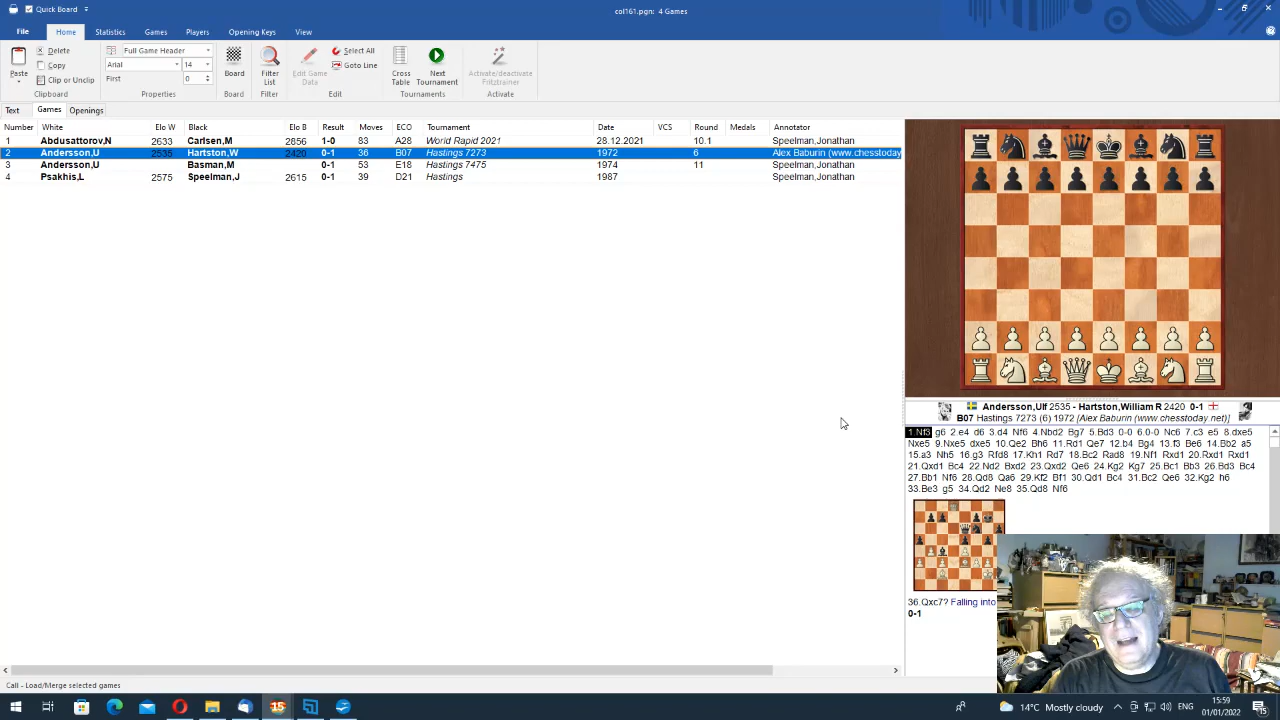 Quick Board
col161.pgn: 4 Games
File Home Statistics Games Players Opening Keys View
Paste
Delete
Copy
Clip or Unclip
Clipboard
Full Game Header
Arial 14
First 0
Properties
Board
Board
Filter List
Filter
Edit Game Data
Select All
Goto Line
Edit
Cross Table
Next Tournament
Tournaments
Activate/deactivate Fritztrainer
Activate
Text Games Openings
Number White Elo W Black Elo B Result Moves ECO Tournament Date VCS Round Medals Annotator
1 Abdusattorov,N 2633 Carlsen,M 2856 1-0 83 A28 World Rapid 2021 28.12.2021 10.1 Speelman,Jonathan
2 Andersson,U 2535 Hartston,W 2420 0-1 36 B07 Hastings 7273 1972 6 Alex Baburin (www.chesstoday
3 Andersson,U Basman,M 0-1 53 E18 Hastings 7475 1974 11 Speelman,Jonathan
4 Psakhis,L 2575 Speelman,J 2615 0-1 39 D21 Hastings 1987 Speelman,Jonathan
Andersson,Ulf 2535 - Hartston,William R 2420 0-1
B07 Hastings 7273 (6) 1972 [Alex Baburin (www.chesstoday.net)]
1.Nf3 g6 2.e4 d6 3.d4 Nf6 4.Nbd2 Bg7 5.Bd3 0-0 6.0-0 Nc6 7.c3 e5 8.dxe5
Nxe5 9.Nxe5 dxe5 10.Qe2 Bh6 11.Rd1 Qe7 12.b4 Bg4 13.f3 Be6 14.Bb2 a5
15.a3 Nh5 16.g3 Rfd8 17.Kh1 Rd7 18.Bc2 Rad8 19.Nf1 Rxd1 20.Rxd1 Rxd1
21.Qxd1 Bc4 22.Nd2 Bxd2 23.Qxd2 Qe6 24.Kg2 Kg7 25.Bc1 Bb3 26.Bd3 Bc4
27.Bb1 Nf6 28.Qd8 Qa6 29.Kf2 Bf1 30.Qd1 Bc4 31.Bc2 Qe6 32.Kg2 h6
33.Be3 g5 34.Qd2 Ne8 35.Qd8 Nf6
36.Qxc7? Falling into
0-1
Call - Load/Merge selected games
15
14°C Mostly cloudy ENG
15:59
01/01/2022
15